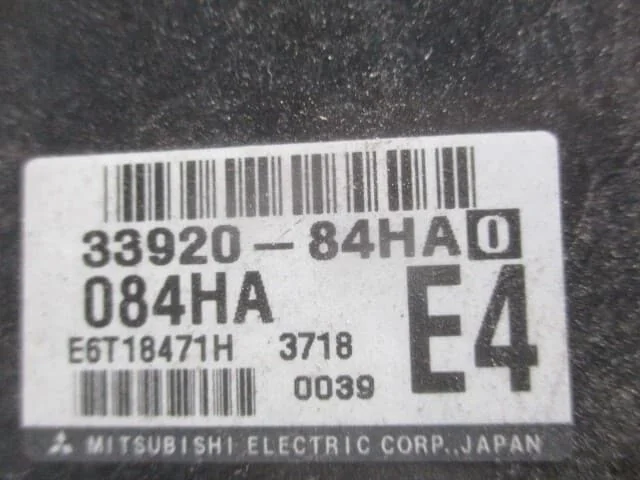 33920-84HA0
084HA
E4
E6T18471H 3718
0039
MITSUBISHI ELECTRIC CORP., JAPAN